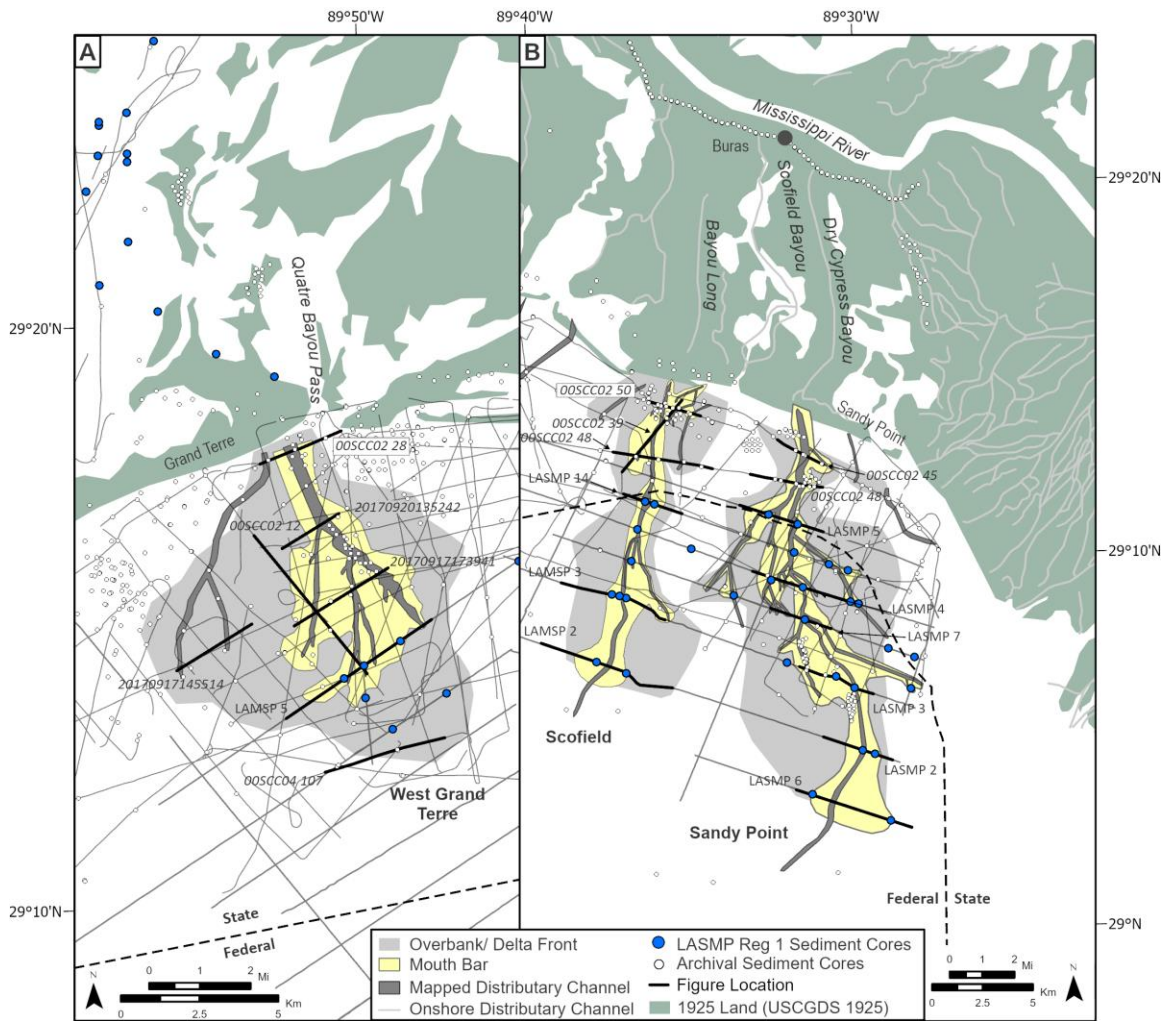 89°50'W
89°40'W
89°30'W
A
Quatre Bayou Pass
Grand Terre
00SCC02 28
20170920135242
00SCC02 12
20170917173941
20170917145514
LAMSP 5
00SCC04 107
West Grand
Terre
State
Federal
29°20'N
29°10'N
0 1 2
Mi
0 2.5 5
Km
N
B
Mississippi River
Buras
Scofield Bayou
Bayou Long
Dry Cypress Bayou
Sandy Point
00SCC02 50
00SCC02 39
00SCC02 48
LASMP 14
00SCC02 45
00SCC02 48
LASMP 5
LAMSP 3
LASMP 4
LASMP 7
LAMSP 2
LASMP 3
Scofield
LASMP 2
LASMP 6
Sandy Point
Federal
State
29°20'N
29°10'N
29°N
0 1 2
Mi
0 2.5 5
Km
N
Overbank/ Delta Front
Mouth Bar
Mapped Distributary Channel
Onshore Distributary Channel
LASMP Reg 1 Sediment Cores
Archival Sediment Cores
Figure Location
1925 Land (USCGDS 1925)